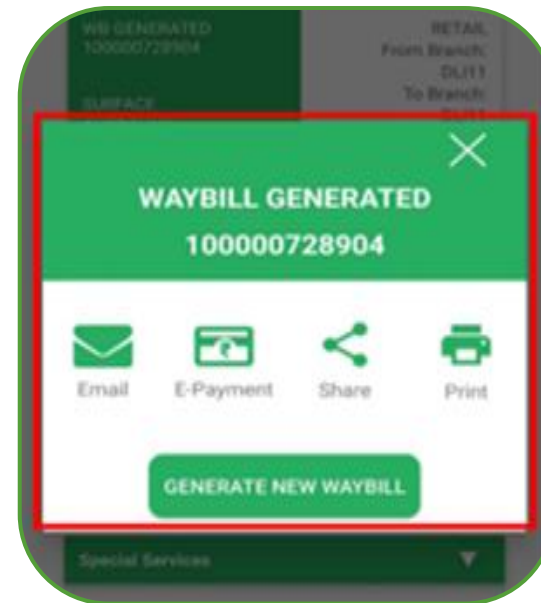 WB GENERATED
100000728904
SURFACE
RETAIL
From Branch:
DLI11
To Branch:
DLI11
WAYBILL GENERATED
100000728904
Email
E-Payment
Share
Print
GENERATE NEW WAYBILL
Special Services